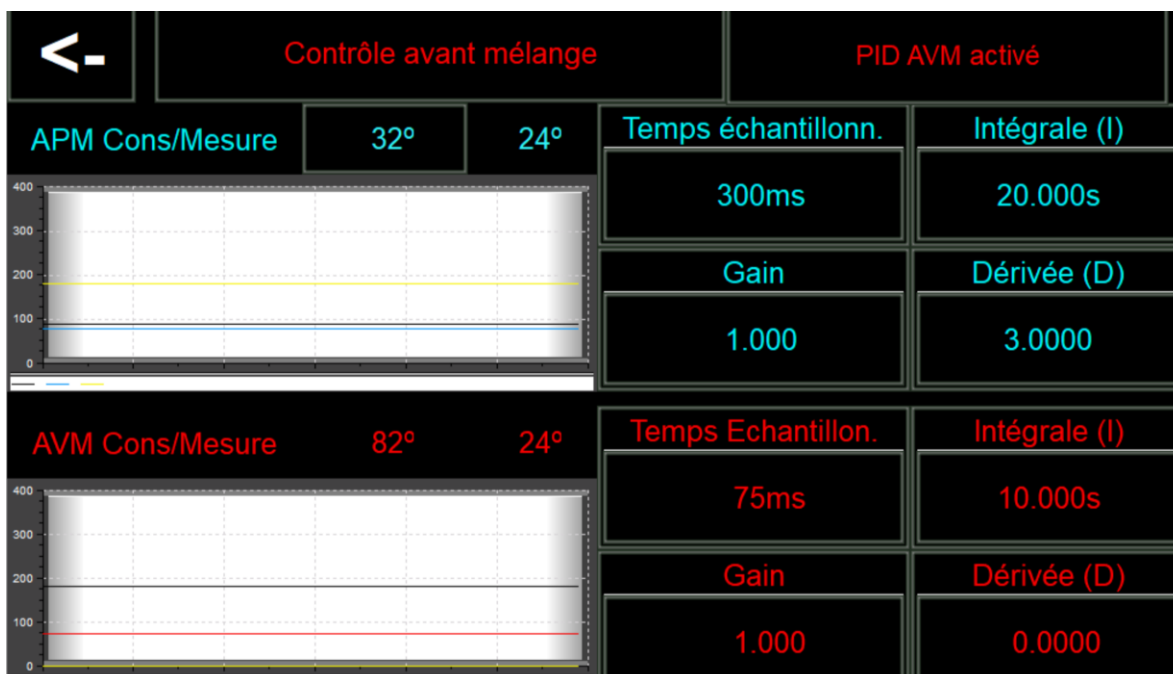 <-
Contrôle avant mélange
PID AVM activé
APM Cons/Mesure 32º 24º
Temps échantillonn. Intégrale (I)
300ms 20.000s
Gain Dérivée (D)
1.000 3.0000
400
300
200
100
0
AVM Cons/Mesure 82º 24º
Temps Echantillon. Intégrale (I)
75ms 10.000s
Gain Dérivée (D)
1.000 0.0000
400
300
200
100
0